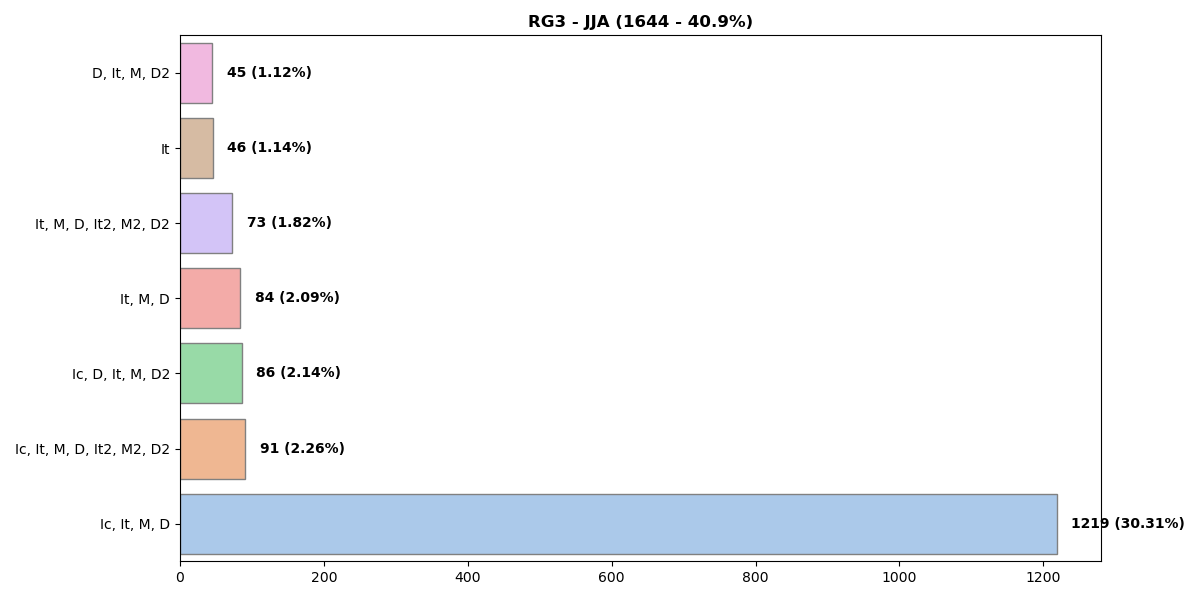 RG3 - JJA (1644 - 40.9%)
D, It, M, D2
45 (1.12%)
It
46 (1.14%)
It, M, D, It2, M2, D2
73 (1.82%)
It, M, D
84 (2.09%)
Ic, D, It, M, D2
86 (2.14%)
Ic, It, M, D, It2, M2, D2
91 (2.26%)
Ic, It, M, D
1219 (30.31%)
0 200 400 600 800 1000 1200